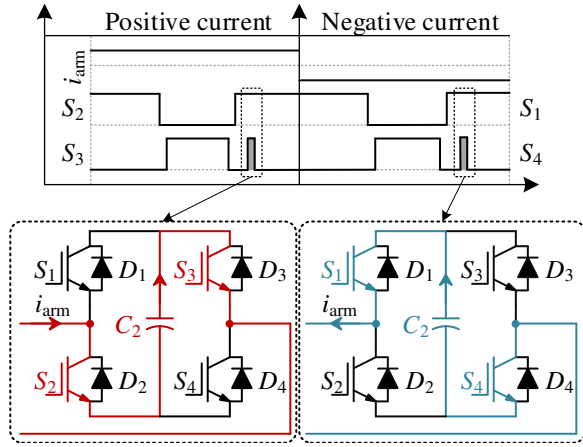 Positive current Negative current
i_arm
S_2 S_1
S_3 S_4
S_1 D_1 S_3 D_3 S_1 D_1 S_3 D_3
i_arm C_2 i_arm C_2
S_2 D_2 S_4 D_4 S_2 D_2 S_4 D_4